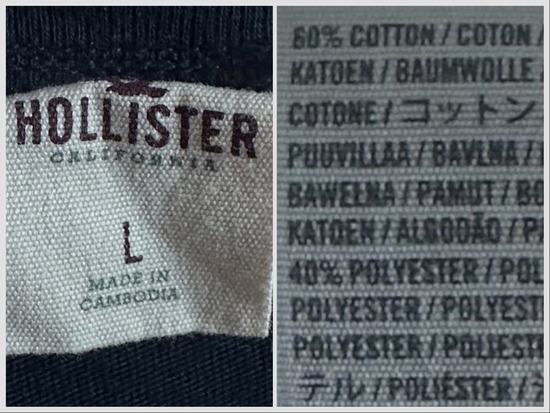 HOLLISTER
CALIFORNIA
L
MADE IN
CAMBODIA
60% COTTON / COTON /
KATOEN / BAUMWOLLE
COTONE / コットン
PUUVILLAA / BAVLNA /
BAWEŁNA / PAMUT /
KATOEN / ALGODÃO /
40% POLYESTER / POL
POLYESTER / POLYEST
POLYESTER / POLIEST
テル / POLIÉSTER /